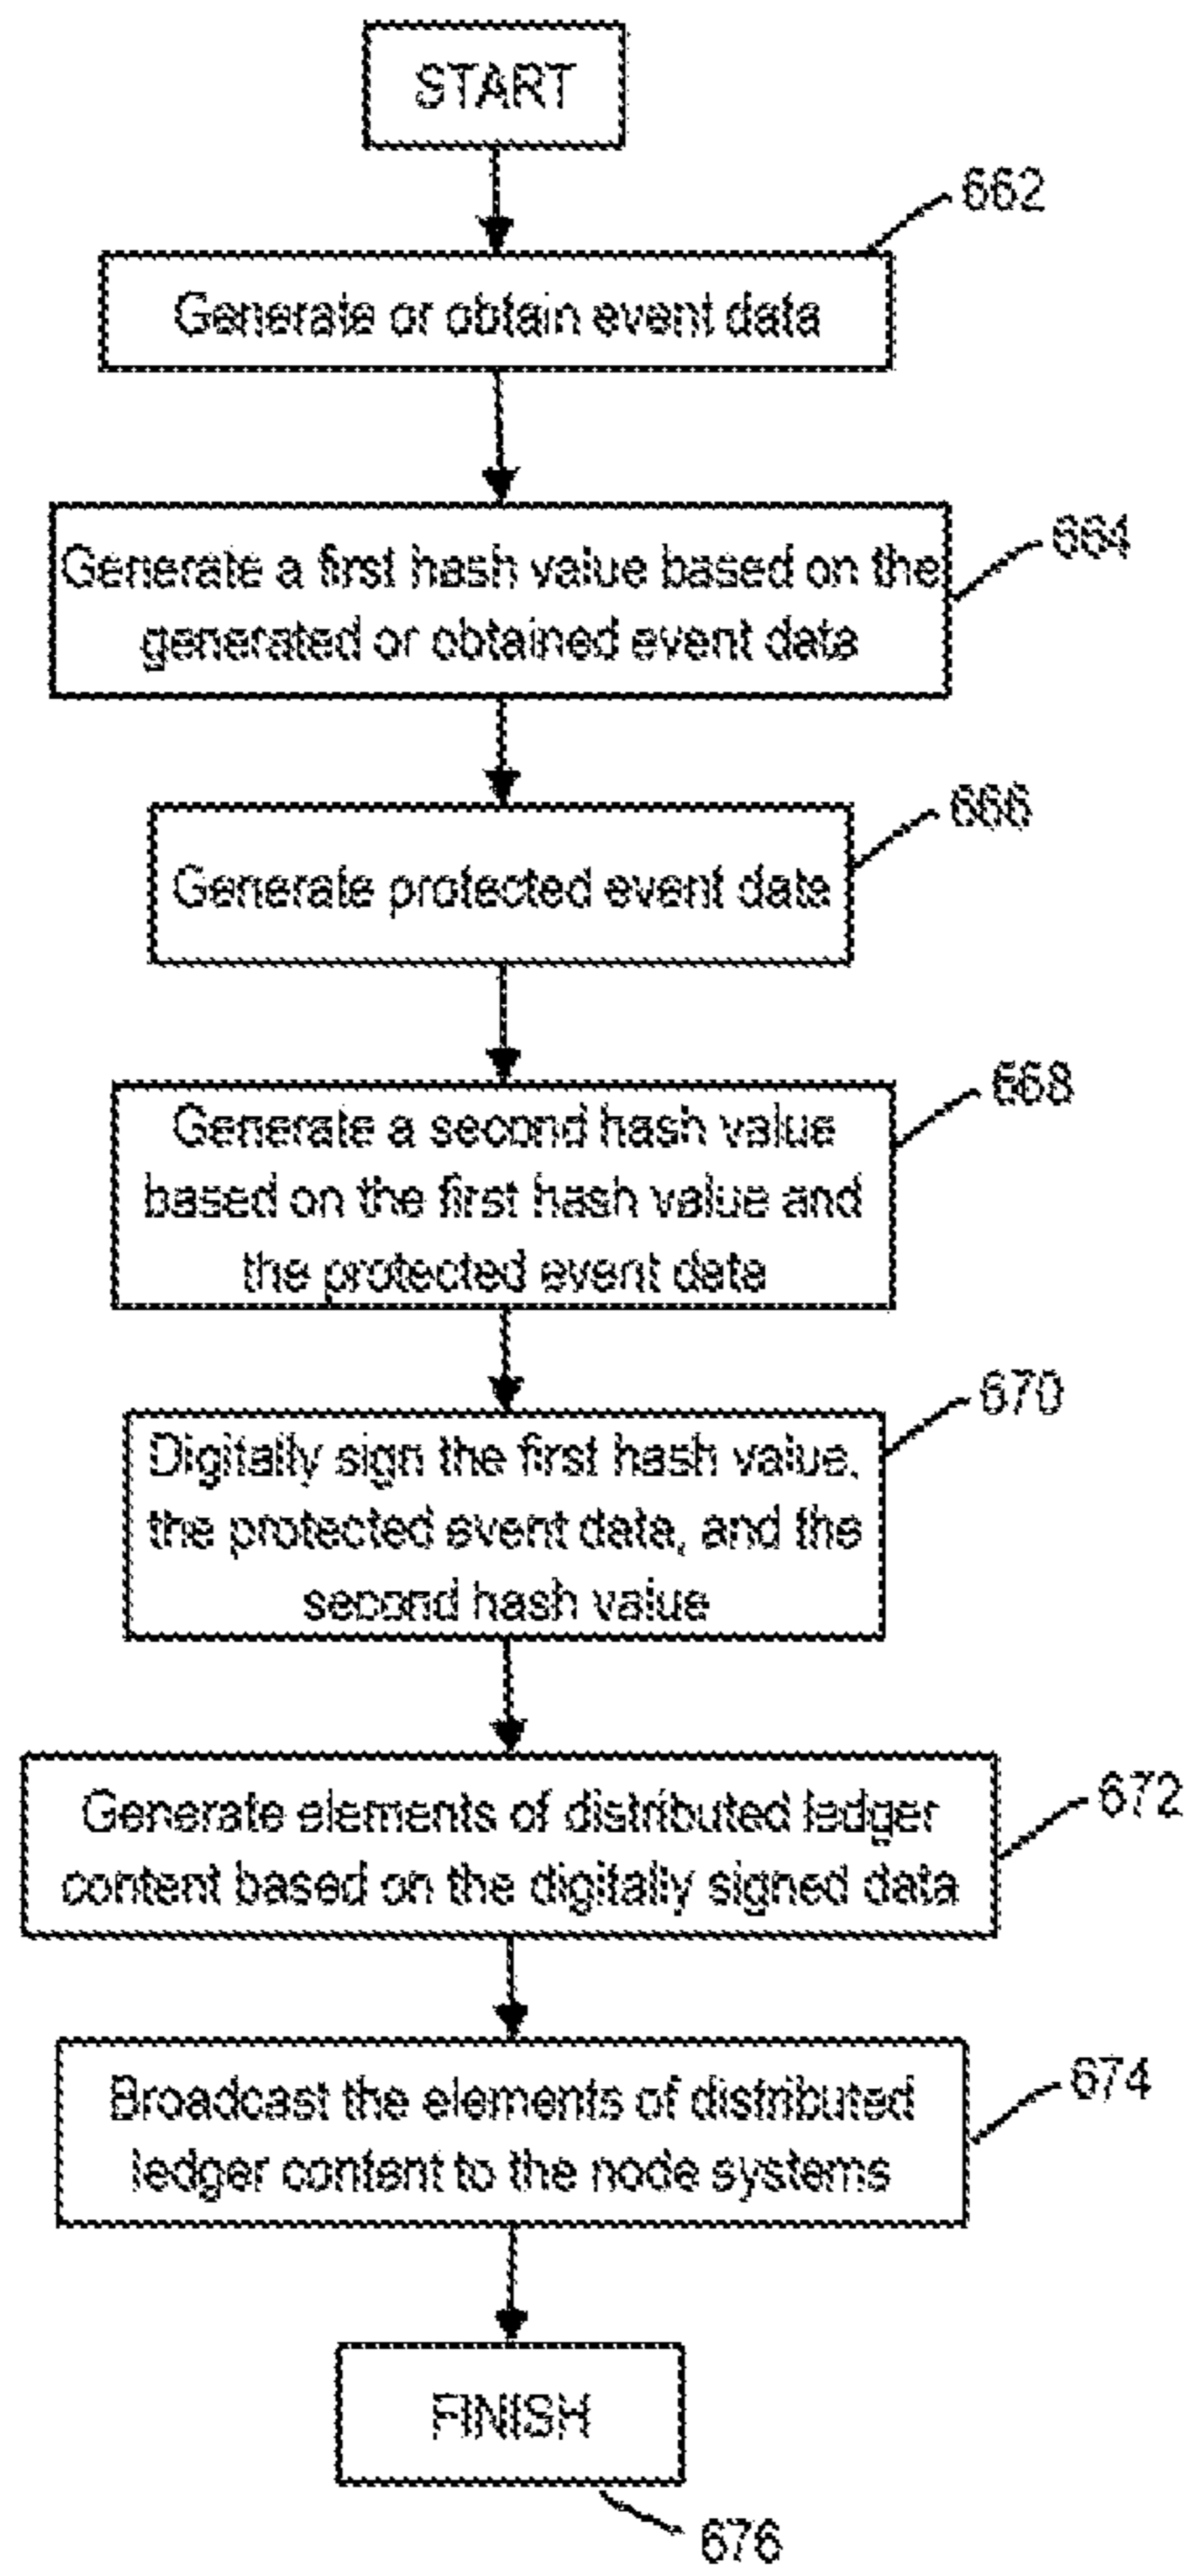 START
662
Generate or obtain event data
664
Generate a first hash value based on the
generated or obtained event data
666
Generate protected event data
668
Generate a second hash value
based on the first hash value and
the protected event data
670
Digitally sign the first hash value,
the protected event data, and the
second hash value
672
Generate elements of distributed ledger
content based on the digitally signed data
674
Broadcast the elements of distributed
ledger content to the node systems
FINISH
676